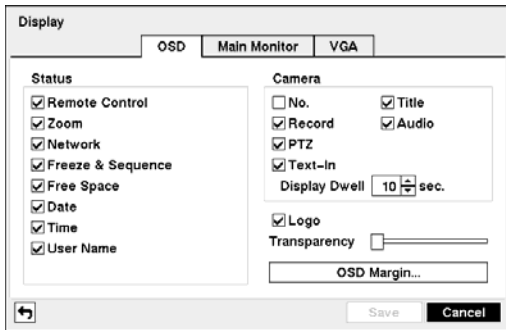 Display
OSD Main Monitor VGA
Status
Remote Control
Zoom
Network
Freeze & Sequence
Free Space
Date
Time
User Name
Camera
No. Title
Record Audio
PTZ
Text-In
Display Dwell 10 sec.
Logo
Transparency
OSD Margin...
Save Cancel